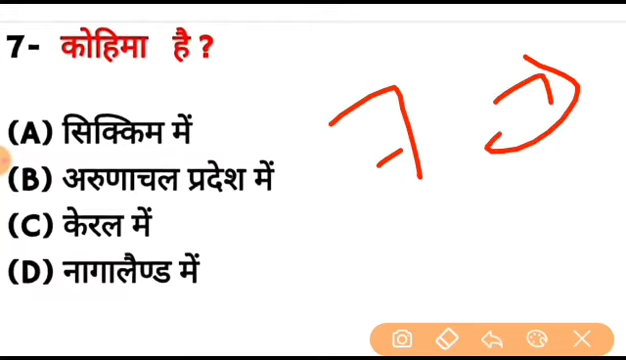 7- कोहिमा है ?
(A) सिक्किम में
(B) अरुणाचल प्रदेश में
(C) केरल में
(D) नागालैण्ड में